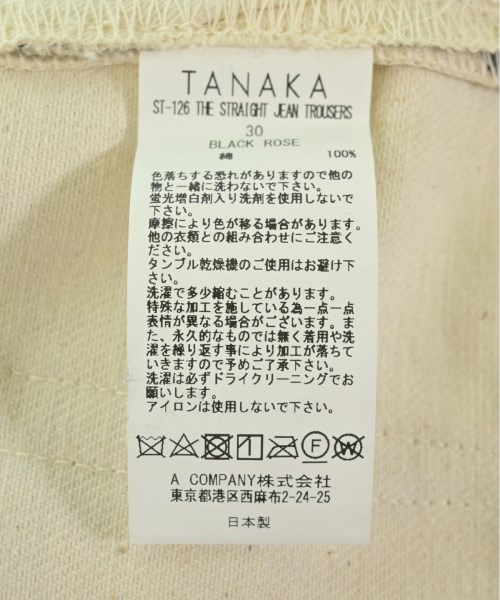 TANAKA
ST-126 THE STRAIGHT JEAN TROUSERS
30
BLACK ROSE
綿 100%
色落ちする恐れがありますので他の
物と一緒に洗わないで下さい。
蛍光増白剤入り洗剤を使用しないで
下さい。
摩擦により色が移る場合があります。
他の衣類との組み合わせにご注意く
ださい。
タンブル乾燥機のご使用はお避け下
さい。
洗濯で多少縮むことがあります。
特殊な加工を施している為一点一点
表情が異なる場合がございます。ま
た、永久的なものでは無く着用や洗
濯を繰り返す事により加工が落ちて
いきますので予めご了承下さい。
洗濯は必ずドライクリーニングでお
願いします。
アイロンは使用しないで下さい。
F W
A COMPANY株式会社
東京都港区西麻布2-24-25
日本製